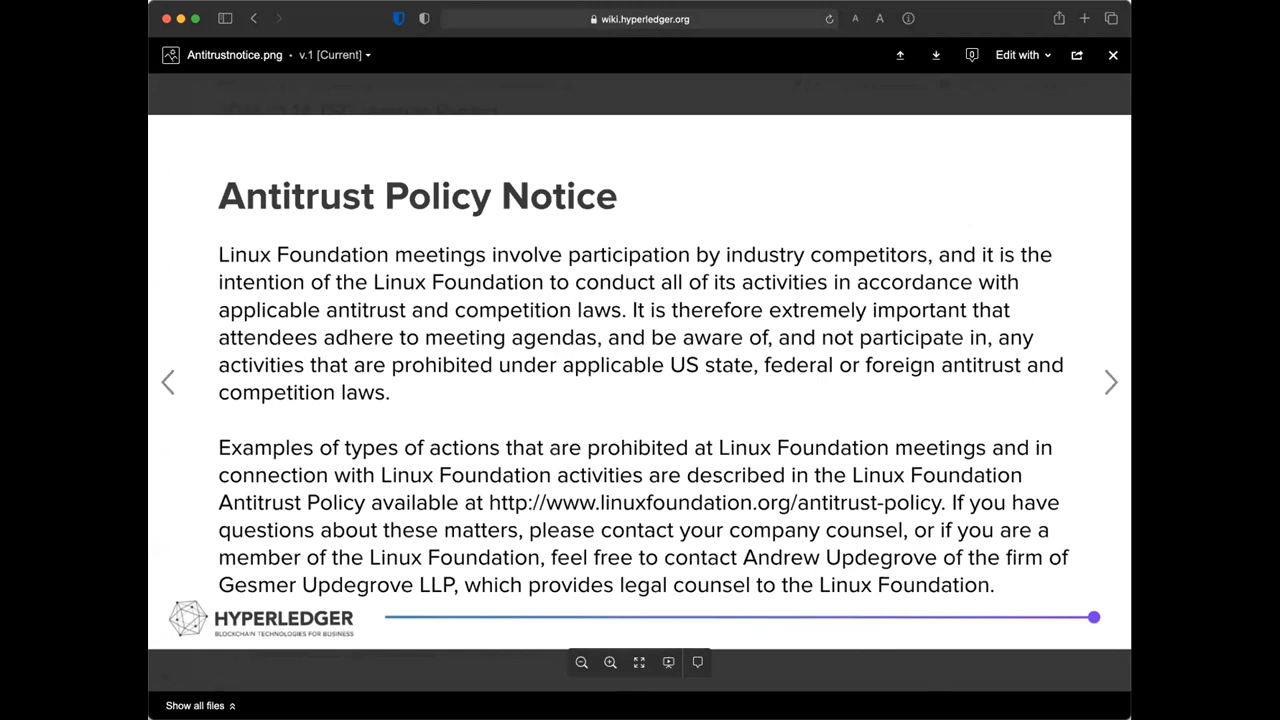 wiki.hyperledger.org
A A
Antitrustnotice.png • v.1 [Current]
0
Edit with
Antitrust Policy Notice
Linux Foundation meetings involve participation by industry competitors, and it is the
intention of the Linux Foundation to conduct all of its activities in accordance with
applicable antitrust and competition laws. It is therefore extremely important that
attendees adhere to meeting agendas, and be aware of, and not participate in, any
activities that are prohibited under applicable US state, federal or foreign antitrust and
competition laws.
Examples of types of actions that are prohibited at Linux Foundation meetings and in
connection with Linux Foundation activities are described in the Linux Foundation
Antitrust Policy available at http://www.linuxfoundation.org/antitrust-policy. If you have
questions about these matters, please contact your company counsel, or if you are a
member of the Linux Foundation, feel free to contact Andrew Updegrove of the firm of
Gesmer Updegrove LLP, which provides legal counsel to the Linux Foundation.
HYPERLEDGER
BLOCKCHAIN TECHNOLOGIES FOR BUSINESS
Show all files